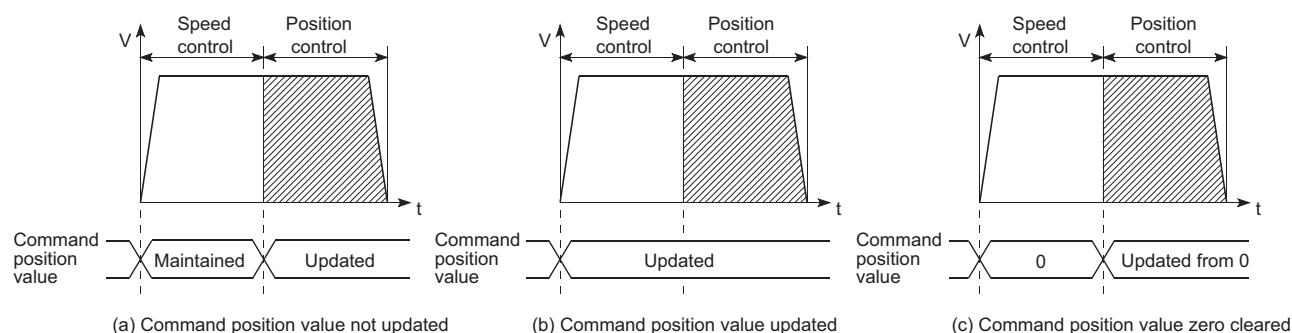 V
Speed
control
Position
control
t
Command
position
value
Maintained
Updated
(a) Command position value not updated
V
Speed
control
Position
control
t
Command
position
value
Updated
(b) Command position value updated
V
Speed
control
Position
control
t
Command
position
value
0
Updated from 0
(c) Command position value zero cleared